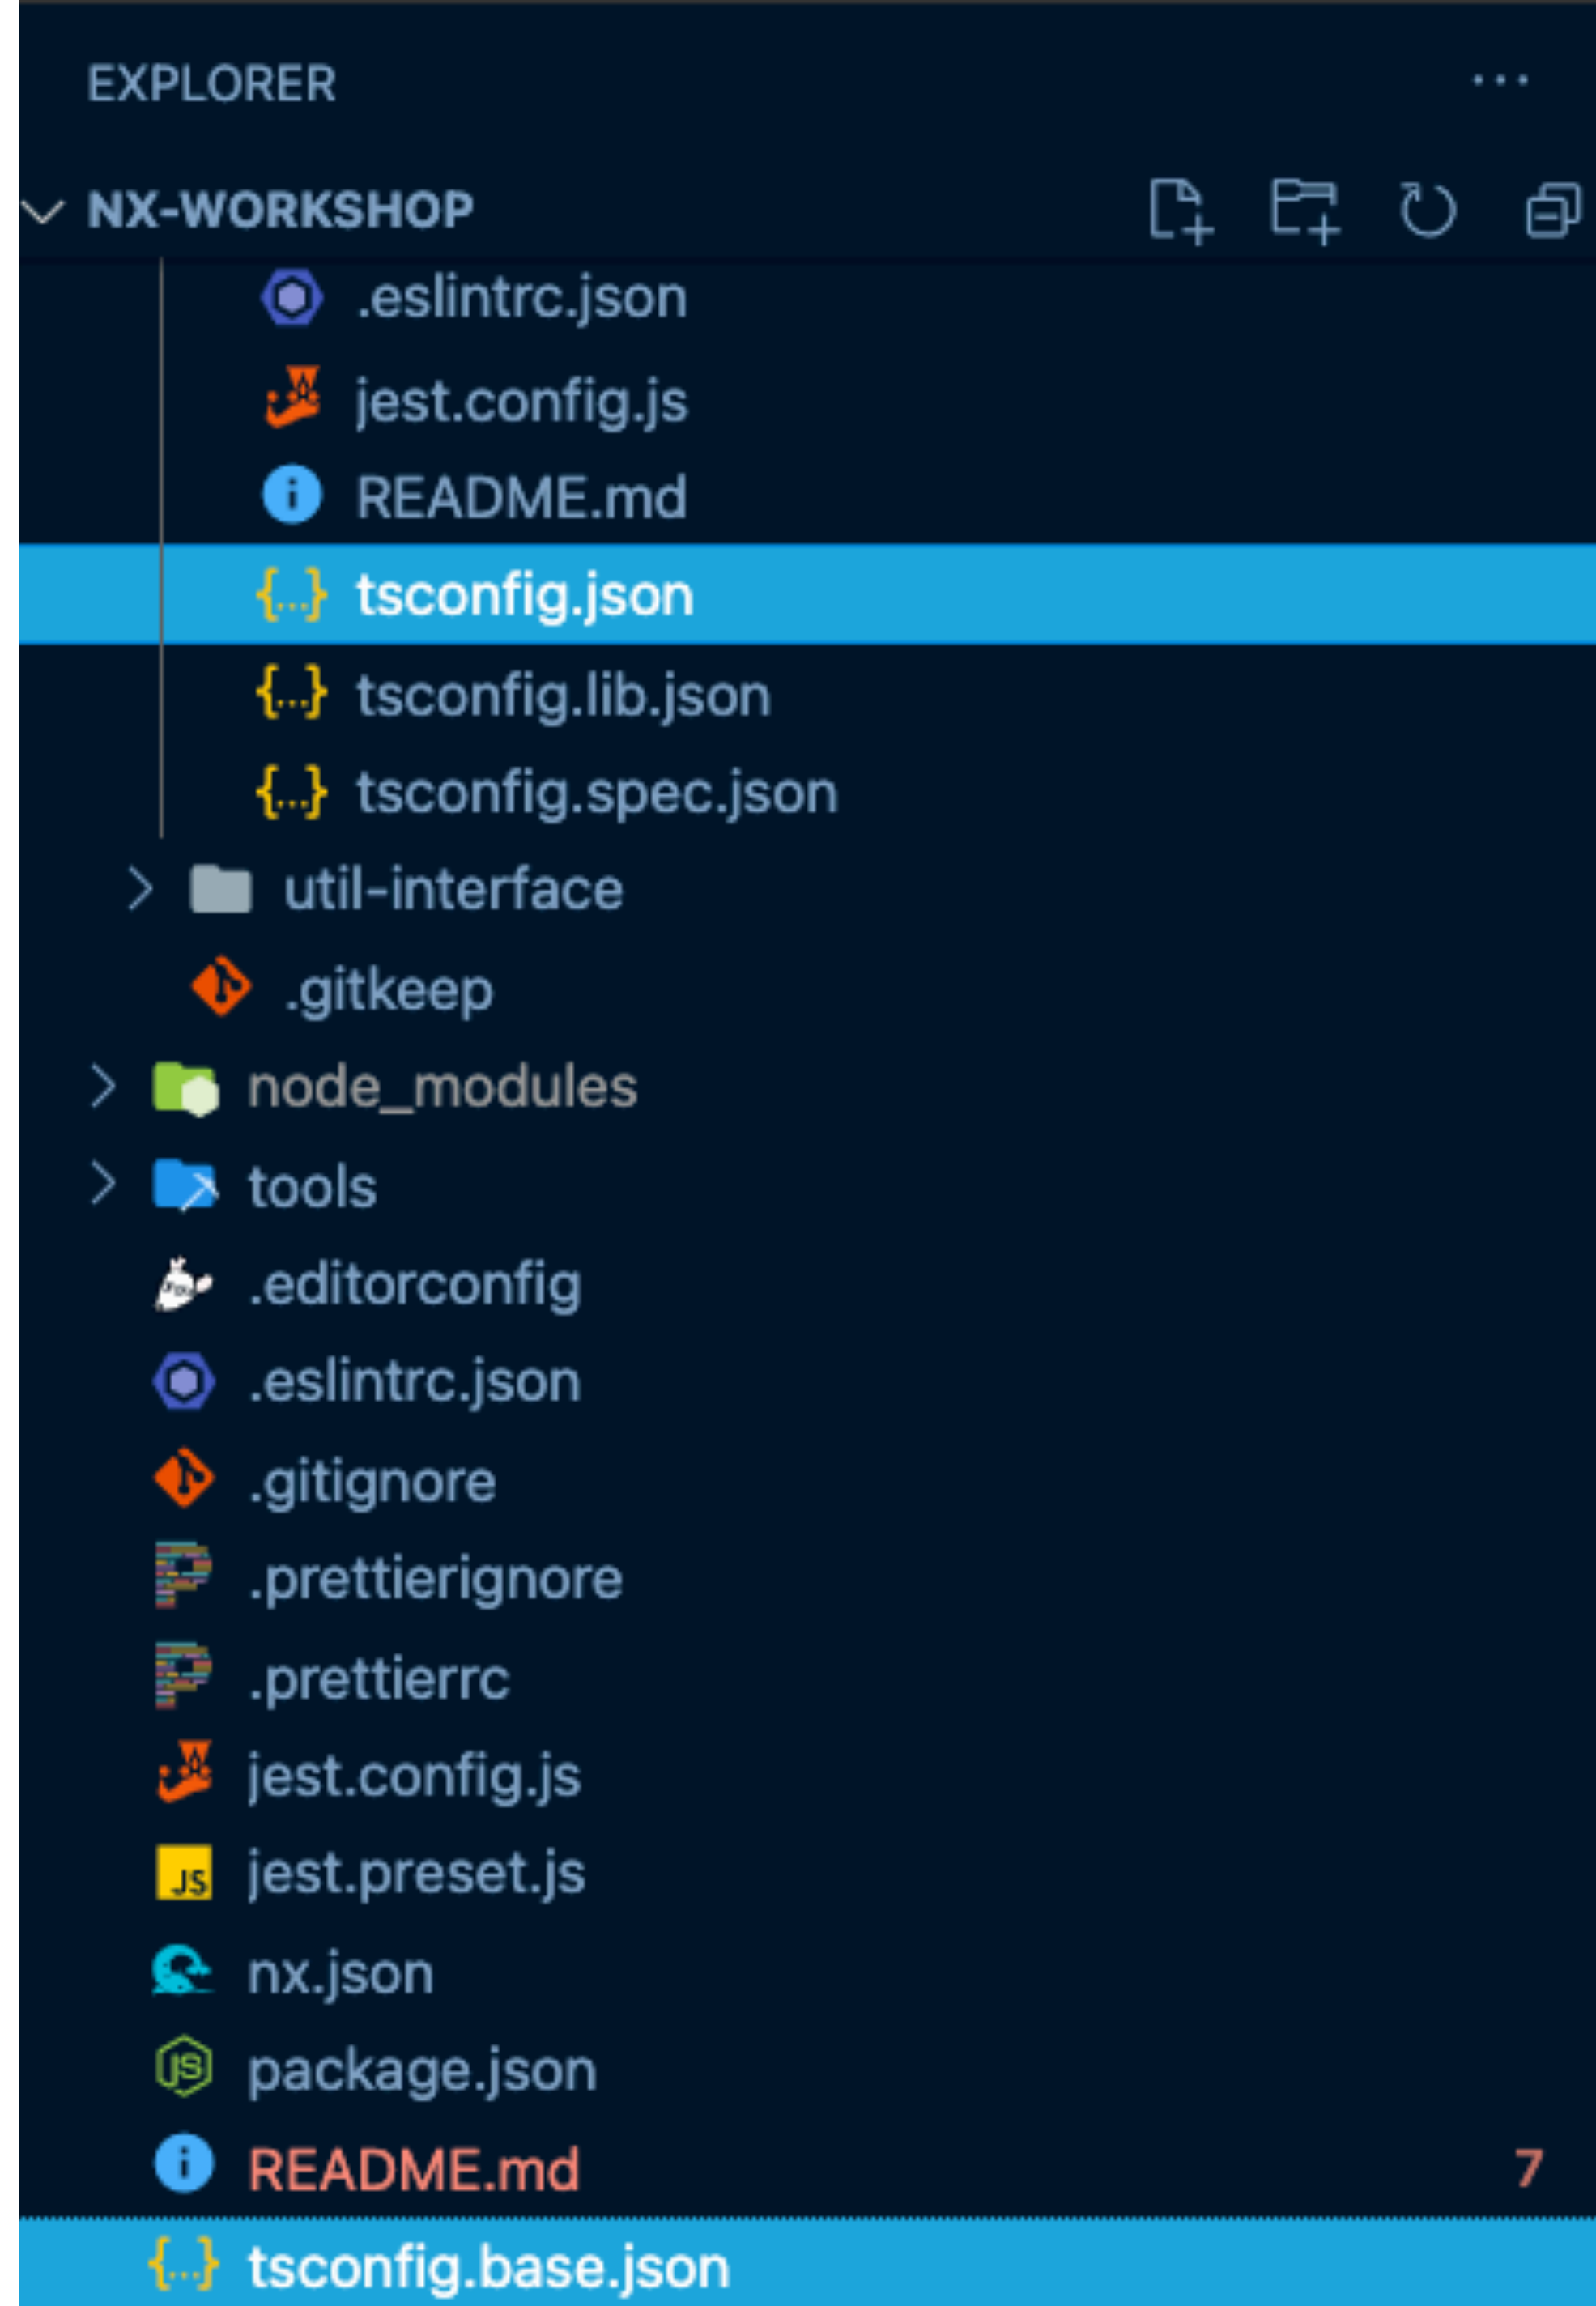 EXPLORER
NX-WORKSHOP
.eslintrc.json
jest.config.js
README.md
tsconfig.json
tsconfig.lib.json
tsconfig.spec.json
util-interface
.gitkeep
node_modules
tools
.editorconfig
.eslintrc.json
.gitignore
.prettierignore
.prettierrc
jest.config.js
JS jest.preset.js
nx.json
JS package.json
README.md 7
tsconfig.base.json